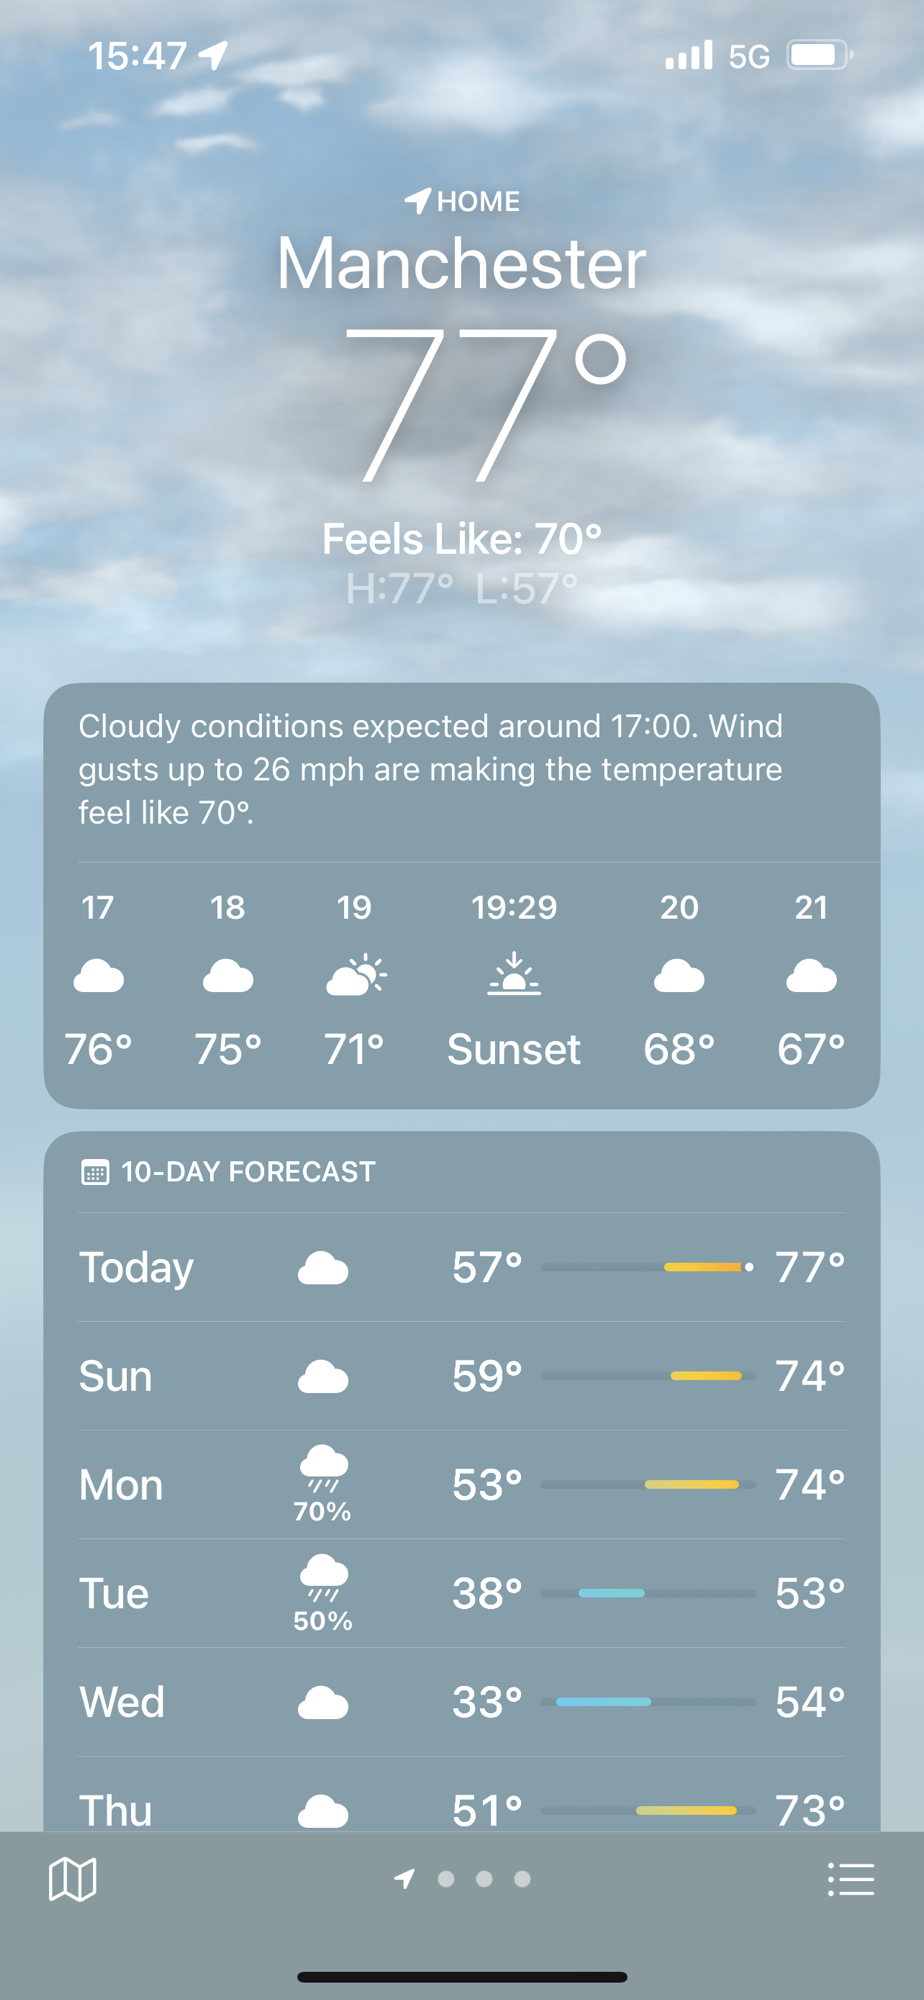 15:47
5G
HOME
Manchester
77°
Feels Like: 70°
H:77° L:57°
Cloudy conditions expected around 17:00. Wind
gusts up to 26 mph are making the temperature
feel like 70°.
17 18 19 19:29 20 21
76° 75° 71° Sunset 68° 67°
10-DAY FORECAST
Today 57° 77°
Sun 59° 74°
Mon 70% 53° 74°
Tue 50% 38° 53°
Wed 33° 54°
Thu 51° 73°